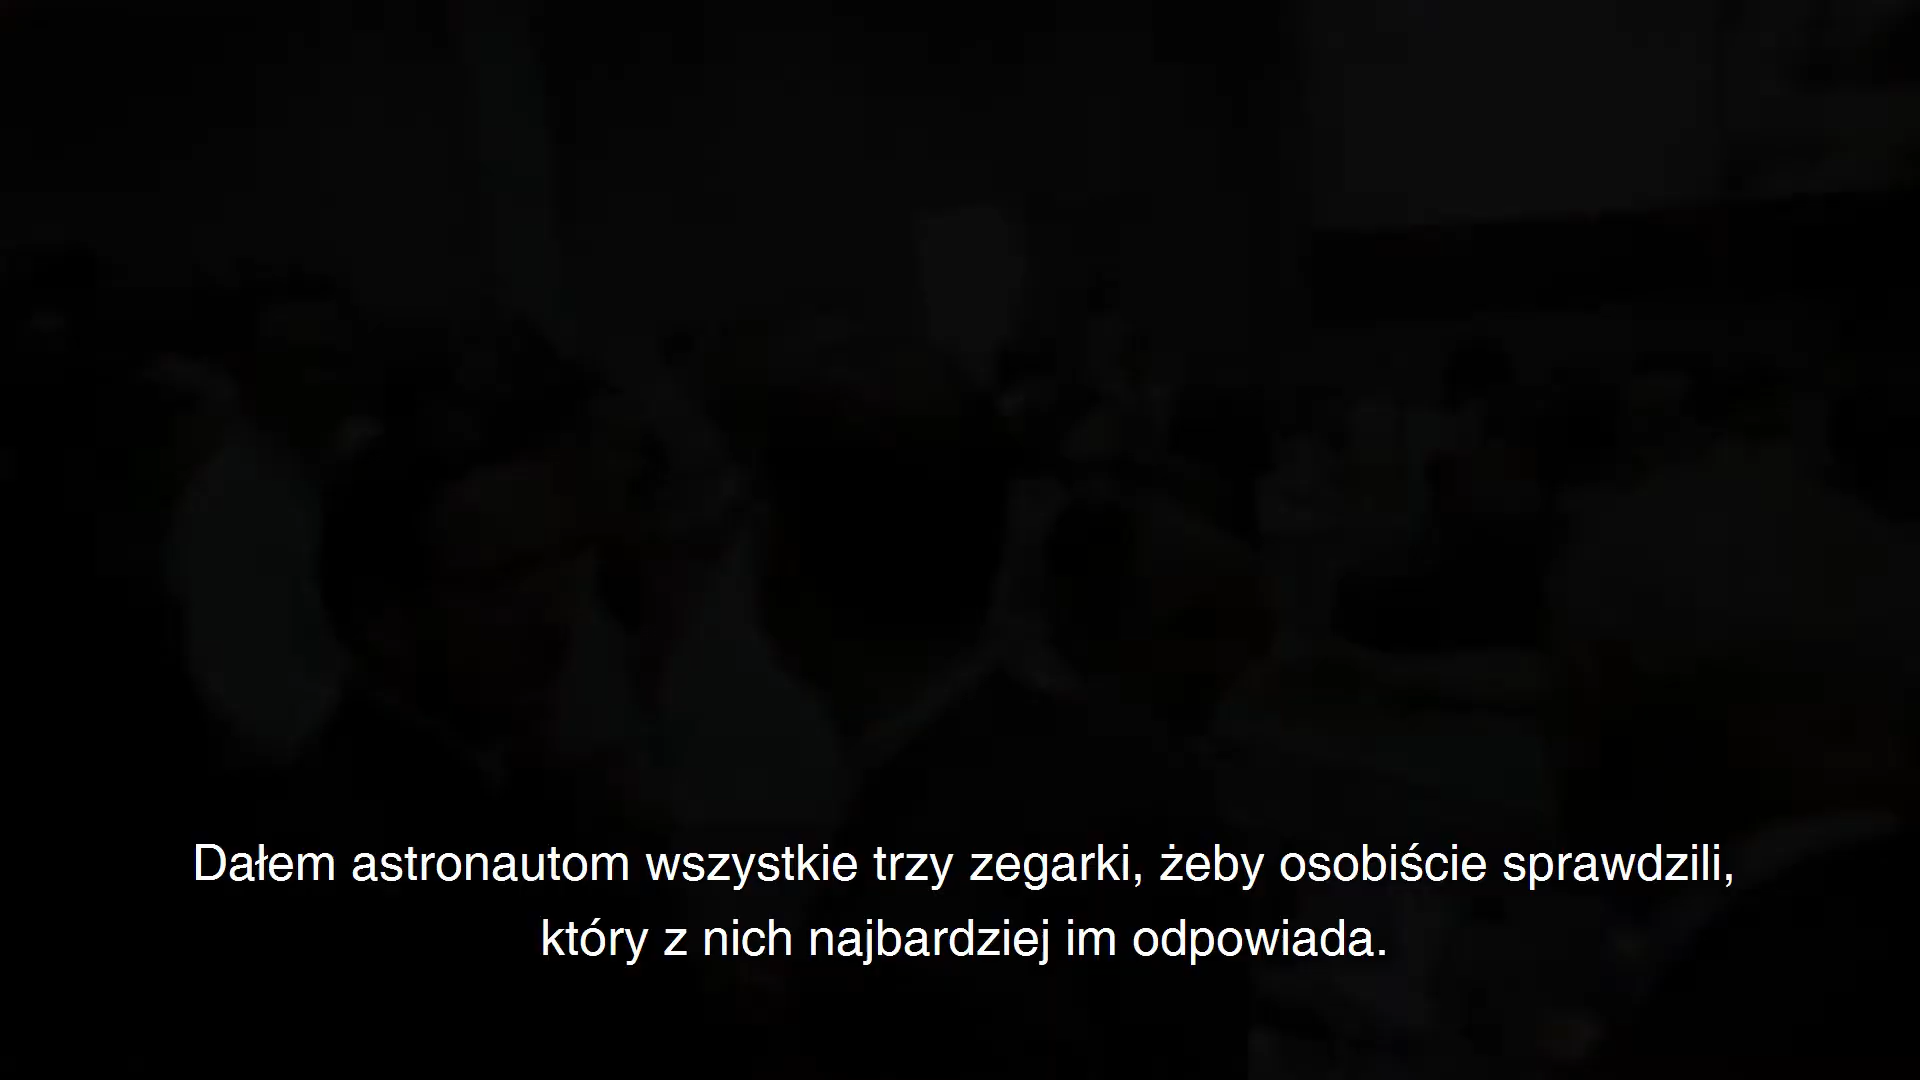 Dałem astronautom wszystkie trzy zegarki, żeby osobiście sprawdzili,
który z nich najbardziej im odpowiada.